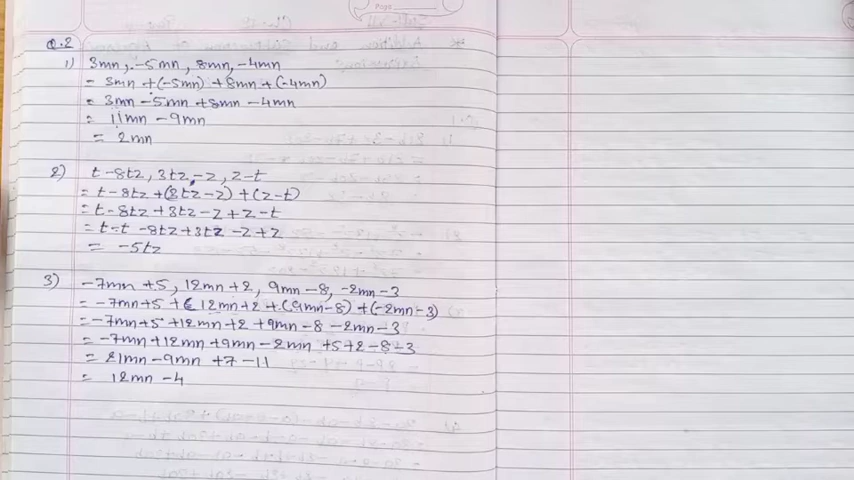 Page
Q.2
1) 3mn, -5mn, 8mn, -4mn
= 3mn +(-5mn) +8mn +(-4mn)
= 3mn -5mn +8mn -4mn
= 11mn -9mn
= 2mn
2) t-8tz, 3tz-z, z-t
= t-8tz +(3tz-z) +(z-t)
= t-8tz +3tz -z +z -t
= t-t -8tz +3tz -z +z
= -5tz
3) -7mn +5, 12mn+2, 9mn-8, -2mn-3
= -7mn+5 +( 12mn+2 +(9mn-8) +(-2mn-3)
= -7mn+5 +12mn +2 +9mn -8 -2mn -3
= -7mn +12mn +9mn -2mn +5+2 -8 -3
= 21mn -9mn +7 -11
= 12mn -4